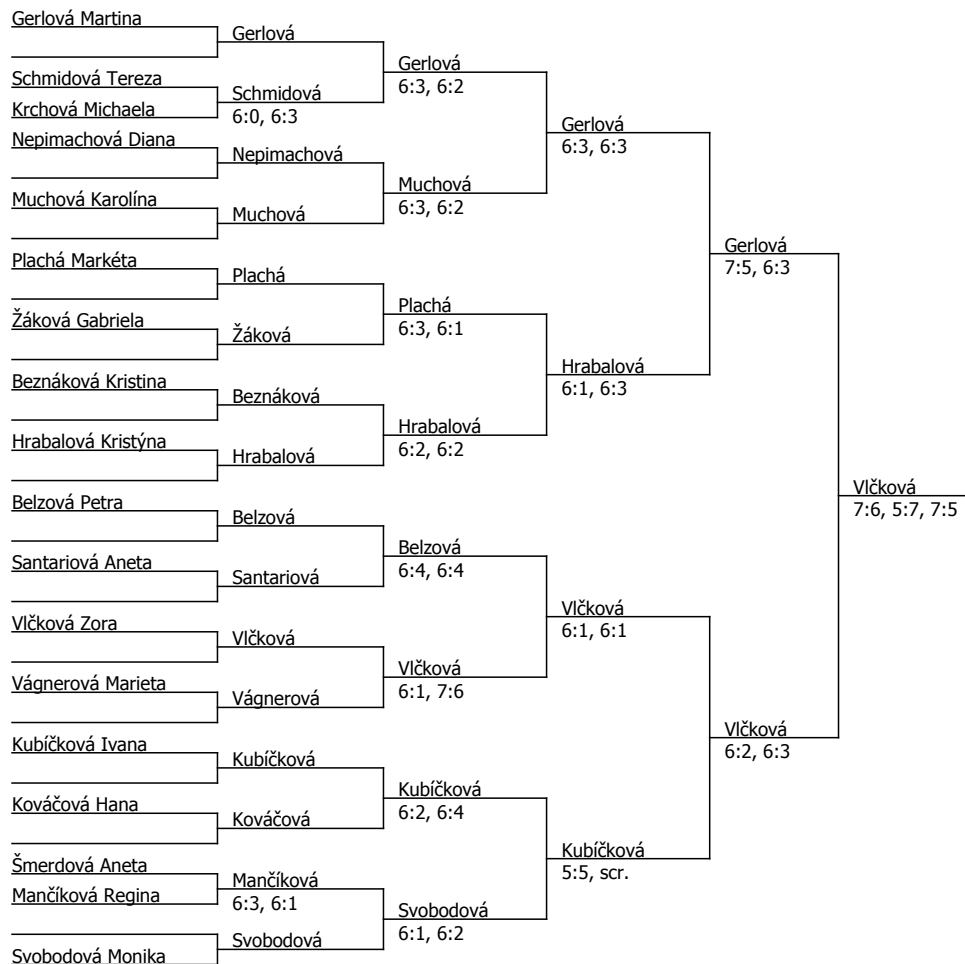 Gerlová Martina
Schmidová Tereza
Krchová Michaela
Nepimachová Diana
Muchová Karolína
Plachá Markéta
Žáková Gabriela
Beznáková Kristina
Hrabalová Kristýna
Belzová Petra
Santariová Aneta
Vlčková Zora
Vágnerová Marieta
Kubíčková Ivana
Kováčová Hana
Šmerdová Aneta
Mančíková Regina
Svobodová Monika
Gerlová
Schmidová
6:0, 6:3
Nepimachová
Muchová
Plachá
Žáková
Beznáková
Hrabalová
Belzová
Santariová
Vlčková
Vágnerová
Kubíčková
Kováčová
Mančíková
6:3, 6:1
Svobodová
Gerlová
6:3, 6:2
Muchová
6:3, 6:2
Plachá
6:3, 6:1
Hrabalová
6:2, 6:2
Belzová
6:4, 6:4
Vlčková
6:1, 7:6
Kubíčková
6:2, 6:4
Svobodová
6:1, 6:2
Gerlová
6:3, 6:3
Hrabalová
6:1, 6:3
Vlčková
6:1, 6:1
Kubíčková
5:5, scr.
Gerlová
7:5, 6:3
Vlčková
6:2, 6:3
Vlčková
7:6, 5:7, 7:5